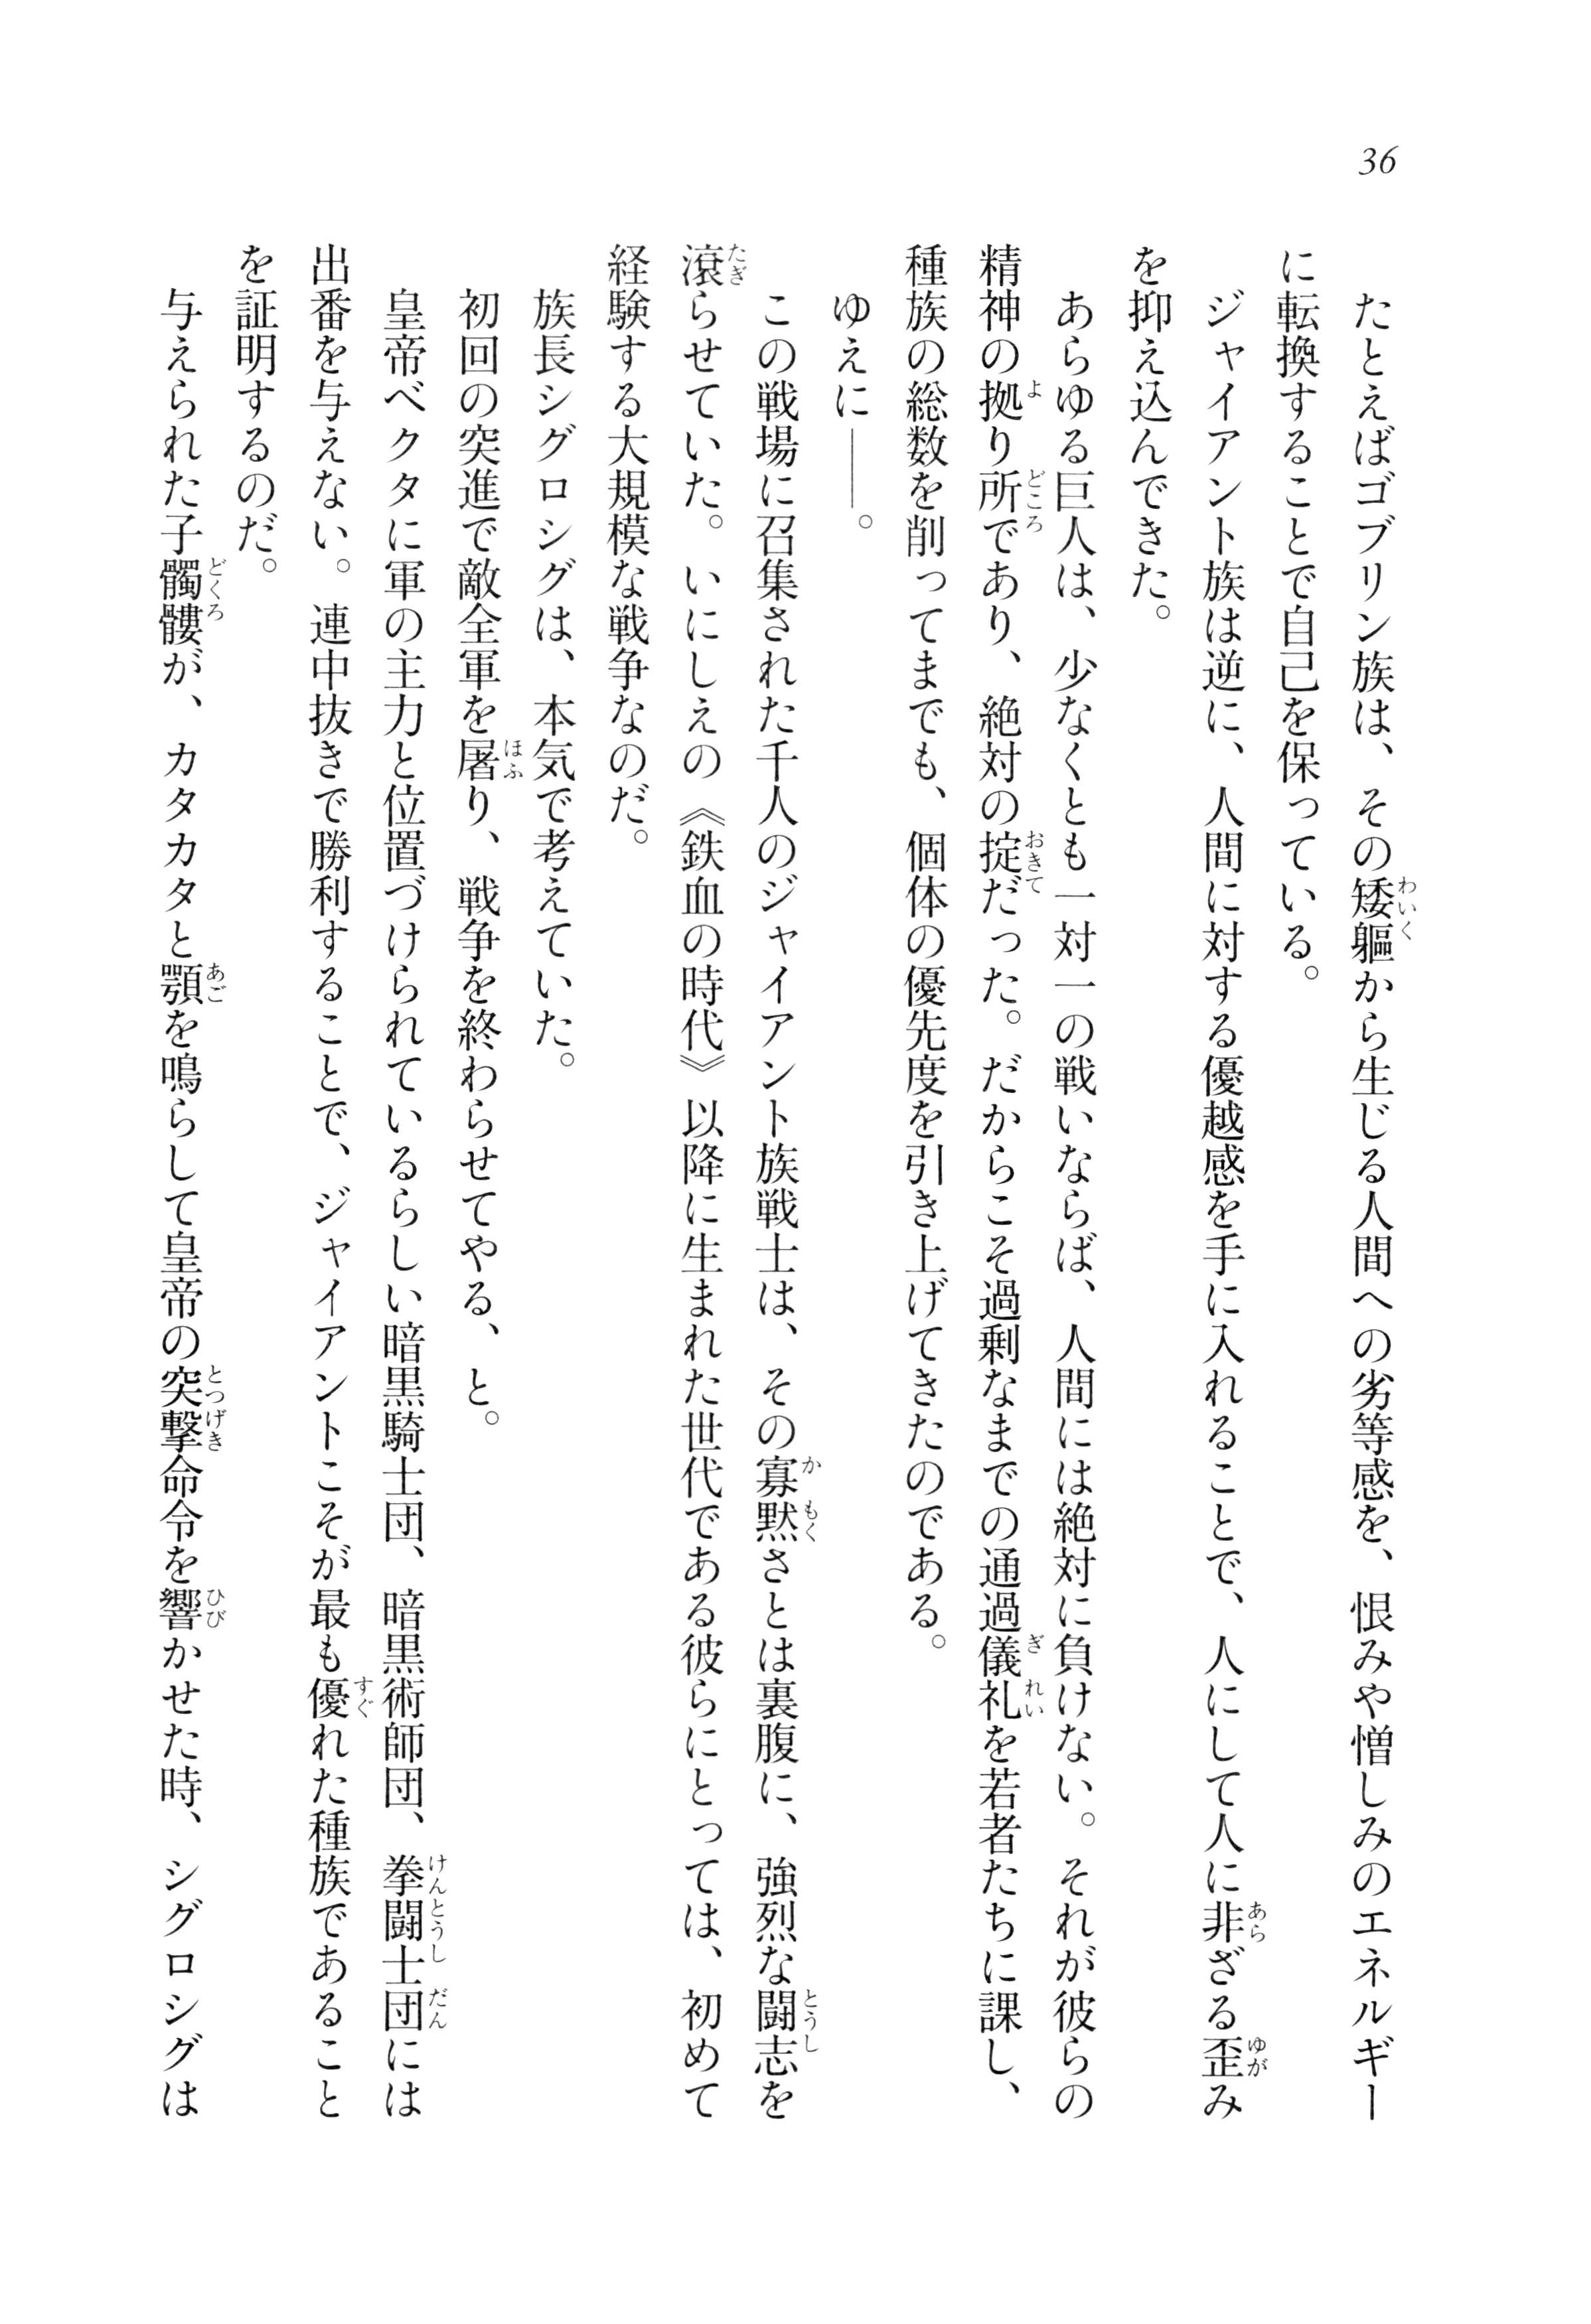 36
たとえばゴブリン族は、その矮軀から生じる人間への劣等感を、恨みや憎しみのエネルギー
に転換することで自己を保っている。
ジャイアント族は逆に、人間に対する優越感を手に入れることで、人にして人に非ざる歪み
を抑え込んできた。
あらゆる巨人は、少なくとも一対一の戦いならば、人間には絶対に負けない。それが彼らの
精神の拠り所であり、絶対の掟だった。だからこそ過剰なまでの通過儀礼を若者たちに課し、
種族の総数を削ってまでも、個体の優先度を引き上げてきたのである。
ゆえに――。
この戦場に召集された千人のジャイアント族戦士は、その寡黙さとは裏腹に、強烈な闘志を
滾らせていた。いにしえの《鉄血の時代》以降に生まれた世代である彼らにとっては、初めて
経験する大規模な戦争なのだ。
族長シグロシグは、本気で考えていた。
初回の突進で敵全軍を屠り、戦争を終わらせてやる、と。
皇帝ベクタに軍の主力と位置づけられているらしい暗黒騎士団、暗黒術師団、拳闘士団には
出番を与えない。連中抜きで勝利することで、ジャイアントこそが最も優れた種族であること
を証明するのだ。
与えられた子髑髏が、カタカタと顎を鳴らして皇帝の突撃命令を響かせた時、シグロシグは